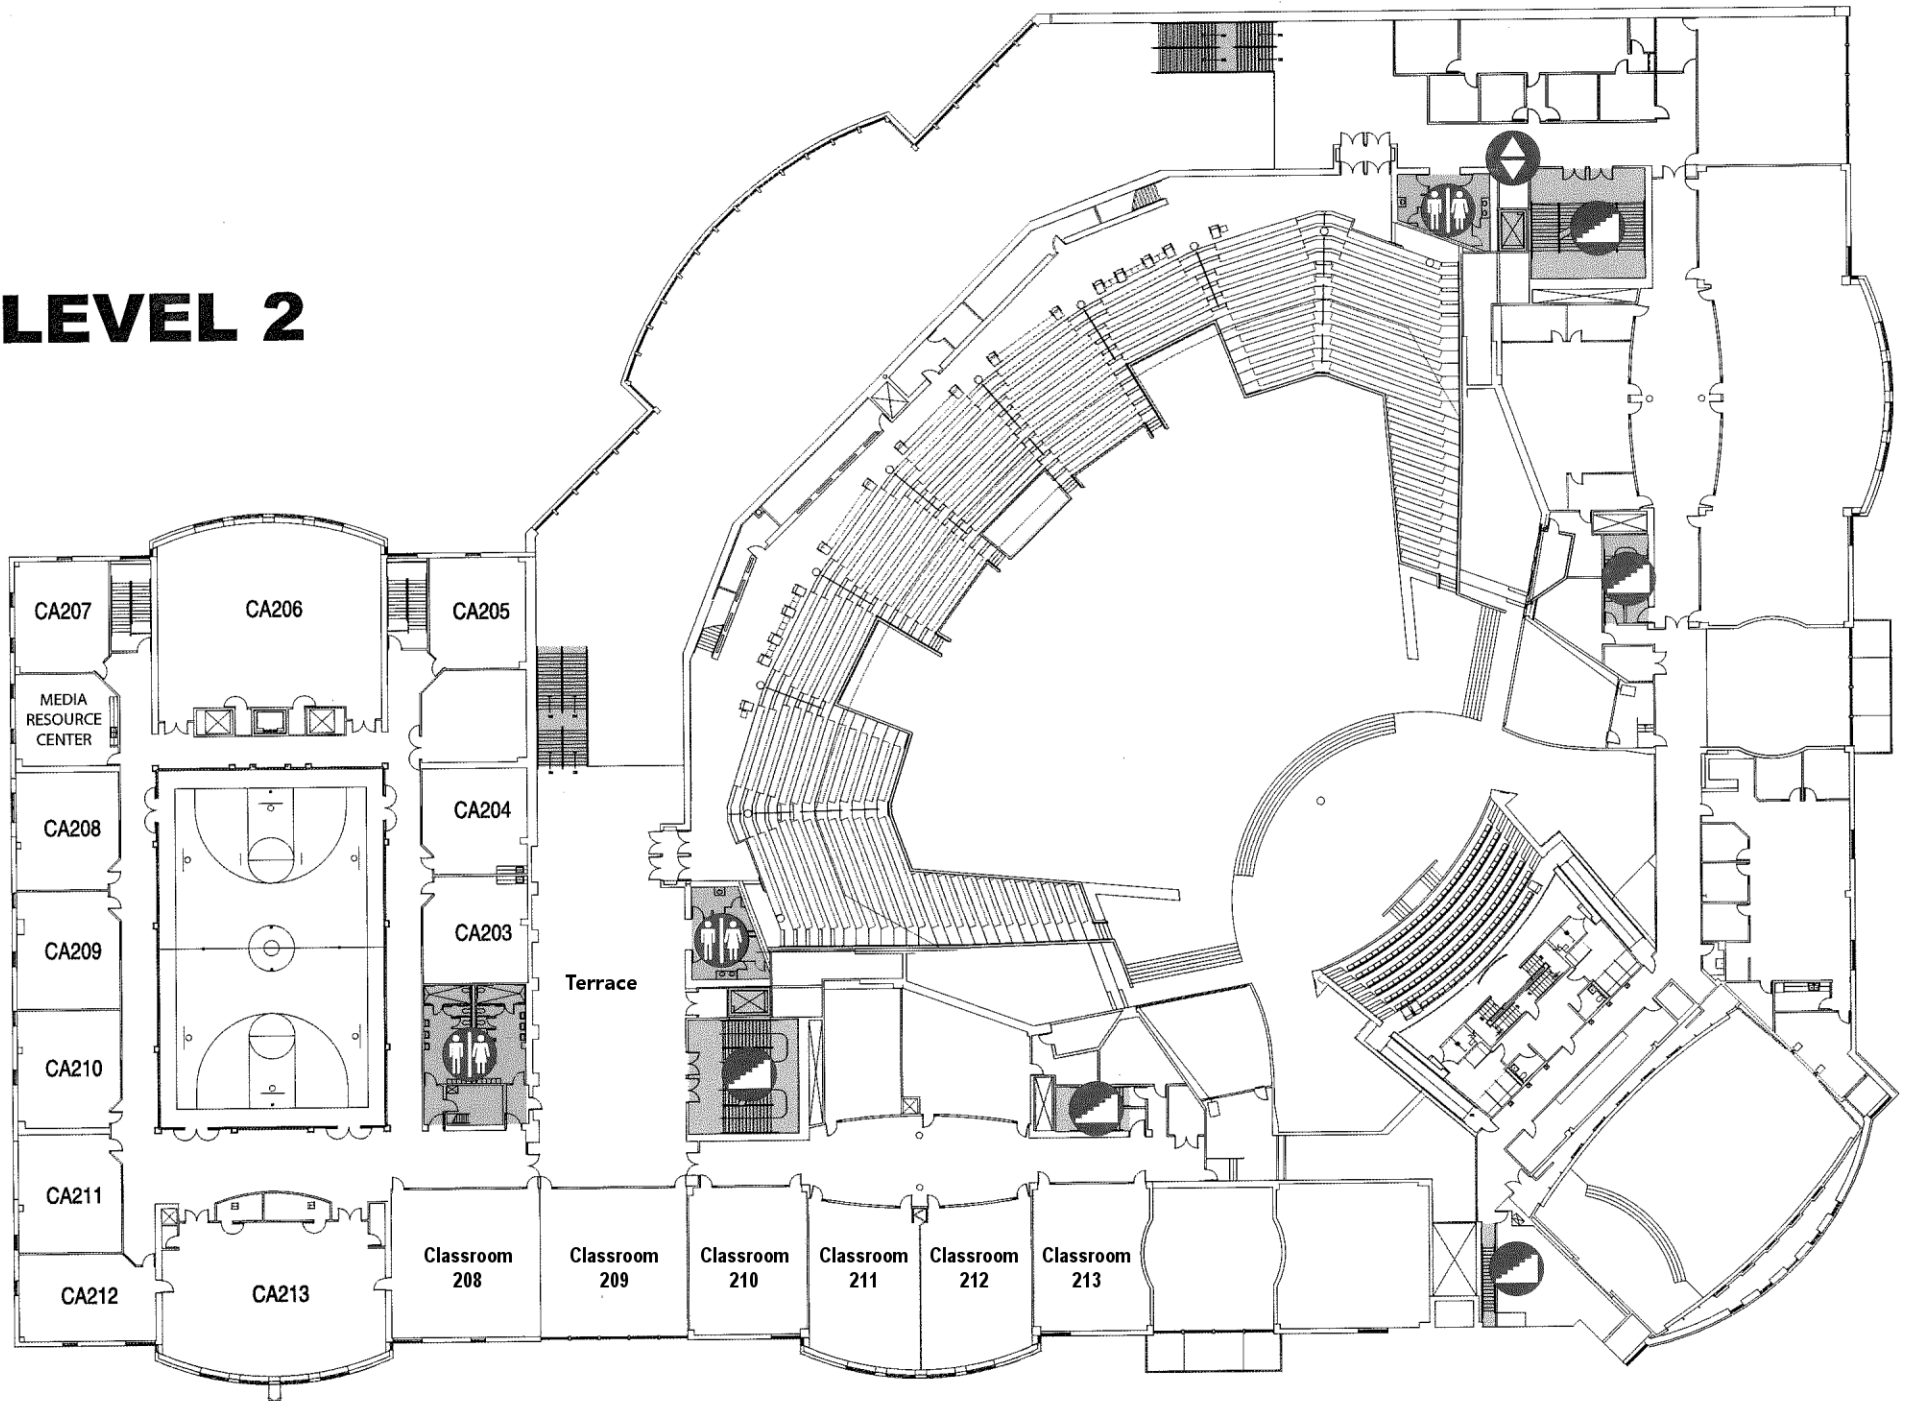 LEVEL 2
CA207
CA206
CA205
MEDIA
RESOURCE
CENTER
CA208
CA204
CA209
CA203
Terrace
CA210
CA211
CA212
CA213
Classroom
208
Classroom
209
Classroom
210
Classroom
211
Classroom
212
Classroom
213